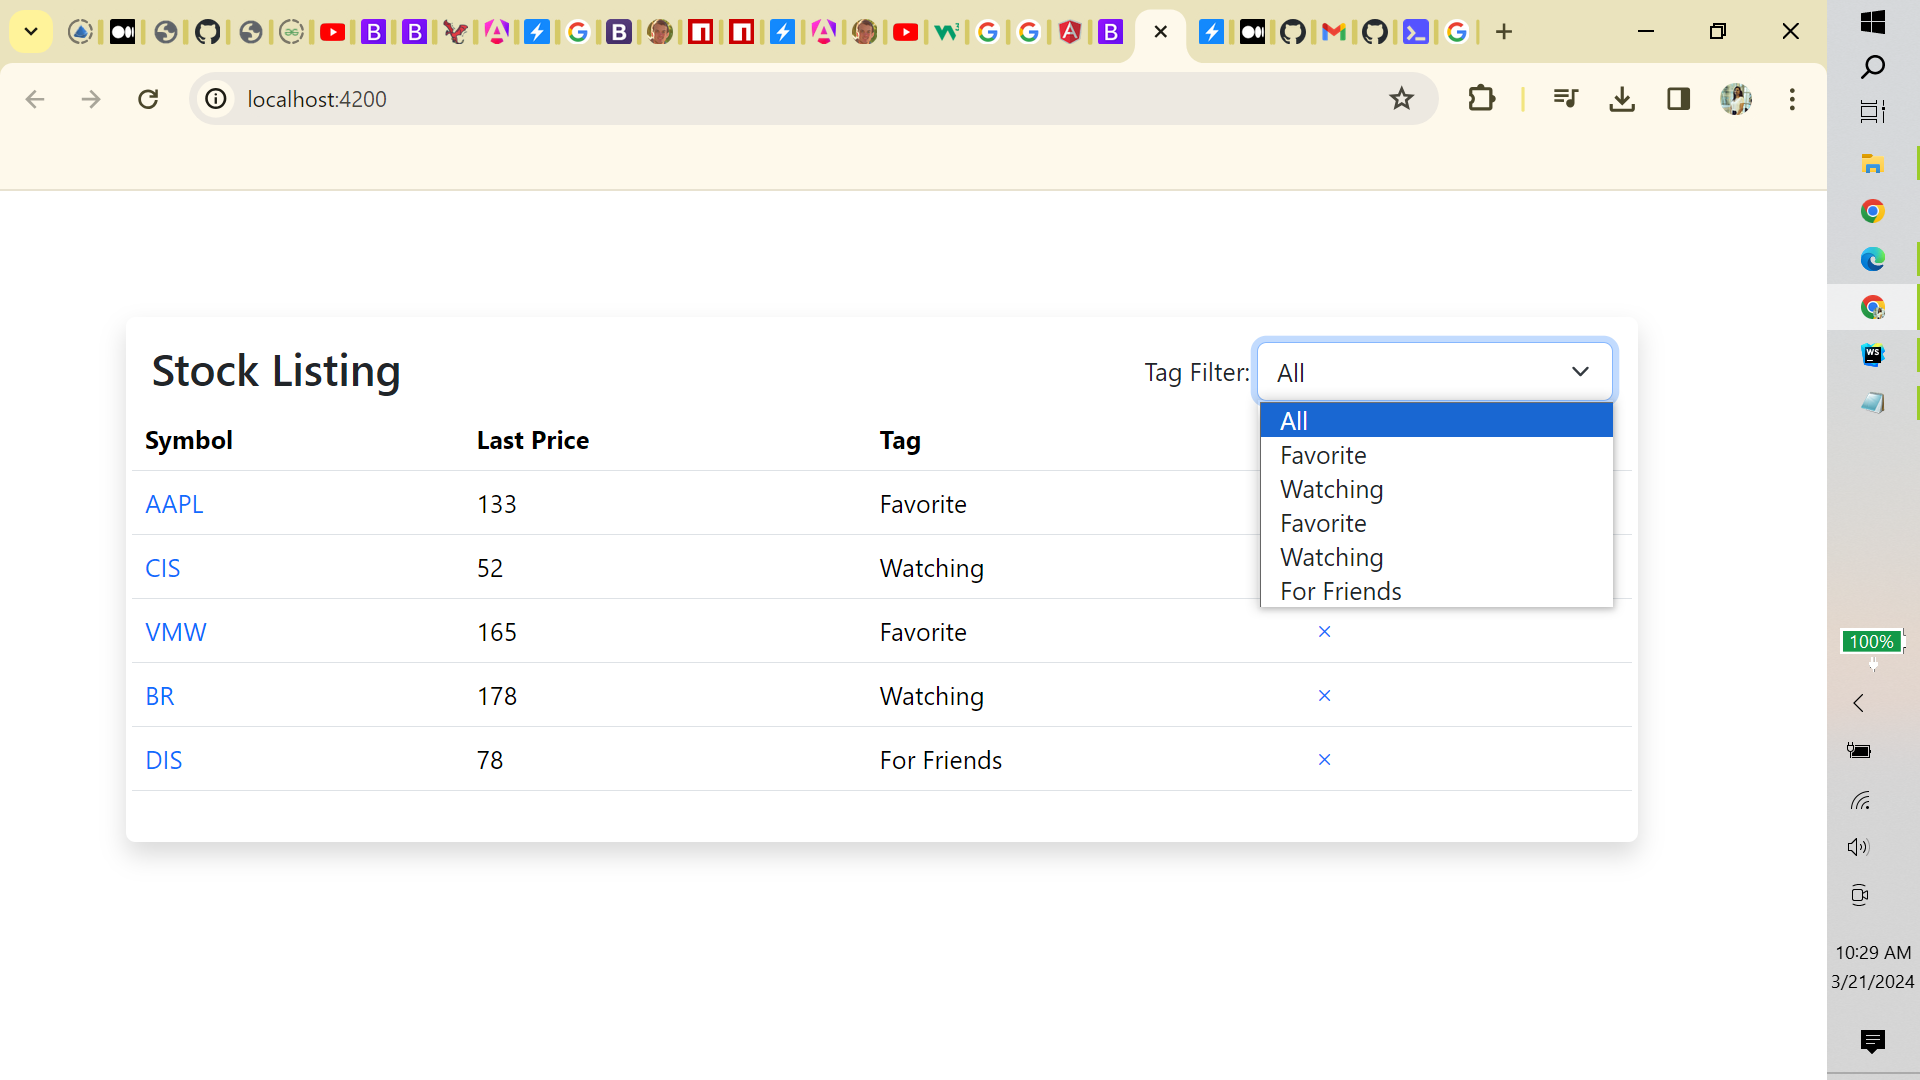 localhost:4200
Stock Listing
Tag Filter: All
Symbol Last Price Tag
All
Favorite
Watching
Favorite
Watching
For Friends
AAPL 133 Favorite
CIS 52 Watching
VMW 165 Favorite ×
BR 178 Watching ×
DIS 78 For Friends ×
100%
10:29 AM
3/21/2024